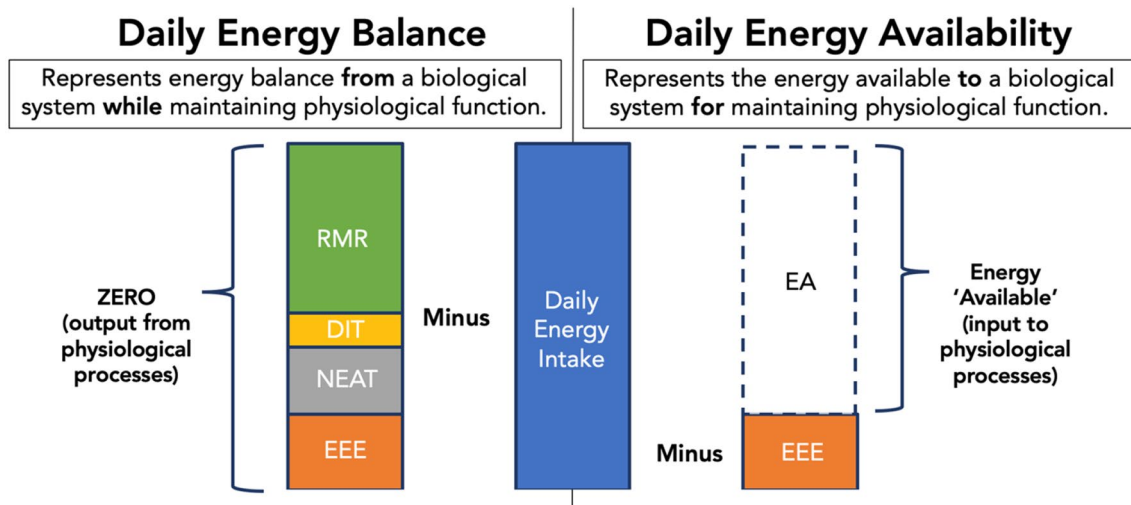 Daily Energy Balance
Represents energy balance from a biological
system while maintaining physiological function.
RMR
DIT
NEAT
EEE
ZERO
(output from
physiological
processes)
Minus
Daily
Energy
Intake
Daily Energy Availability
Represents the energy available to a biological
system for maintaining physiological function.
Minus
EA
EEE
Energy
‘Available’
(input to
physiological
processes)